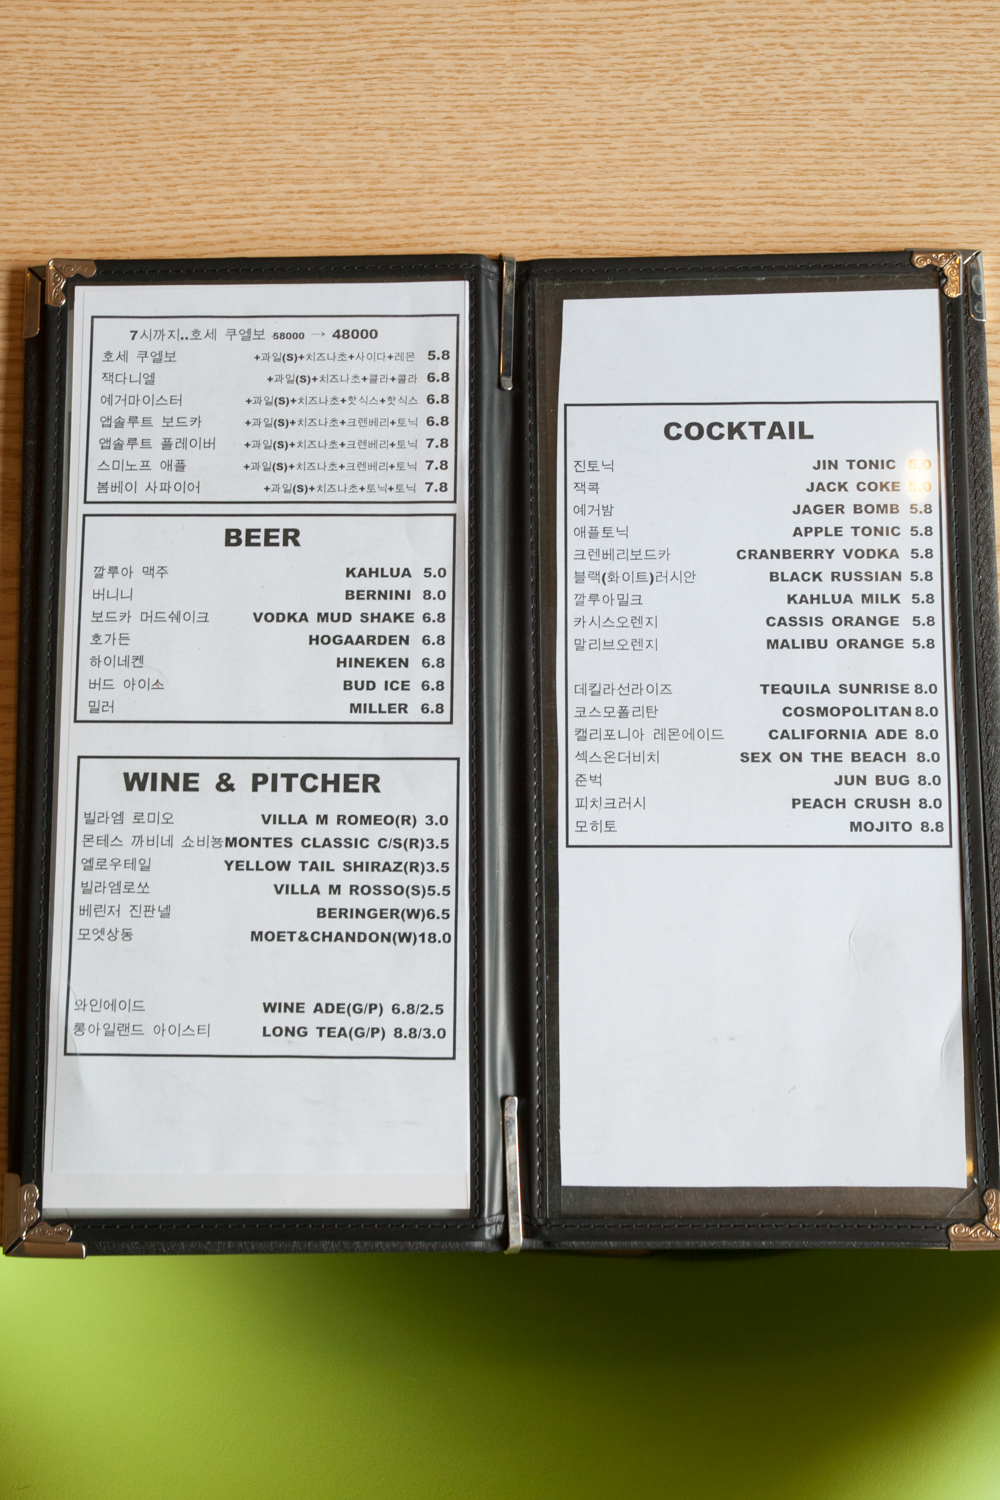 7시까지..호세 쿠엘보 58000 → 48000
호세 쿠엘보 +과일(S)+치즈나초+사이다+레몬 5.8
잭다니엘 +과일(S)+치즈나초+콜라+콜라 6.8
예거마이스터 +과일(S)+치즈나초+핫식스+핫식스 6.8
앱솔루트 보드카 +과일(S)+치즈나초+크렌베리+토닉 6.8
앱솔루트 플레이버 +과일(S)+치즈나초+크렌베리+토닉 7.8
스미노프 애플 +과일(S)+치즈나초+크렌베리+토닉 7.8
봄베이 사파이어 +과일(S)+치즈나초+토닉+토닉 7.8
BEER
깔루아 맥주 KAHLUA 5.0
버니니 BERNINI 8.0
보드카 머드쉐이크 VODKA MUD SHAKE 6.8
호가든 HOGAARDEN 6.8
하이네켄 HINEKEN 6.8
버드 아이스 BUD ICE 6.8
밀러 MILLER 6.8
WINE & PITCHER
빌라엠 로미오 VILLA M ROMEO(R) 3.0
몬테스 까비네 쇼비뇽 MONTES CLASSIC C/S(R)3.5
옐로우테일 YELLOW TAIL SHIRAZ(R)3.5
빌라엠로쏘 VILLA M ROSSO(S)5.5
베린저 진판넬 BERINGER(W)6.5
모엣상동 MOET&CHANDON(W)18.0
와인에이드 WINE ADE(G/P) 6.8/2.5
롱아일랜드 아이스티 LONG TEA(G/P) 8.8/3.0
COCKTAIL
진토닉 JIN TONIC 5.0
잭콕 JACK COKE 5.0
예거밤 JAGER BOMB 5.8
애플토닉 APPLE TONIC 5.8
크렌베리보드카 CRANBERRY VODKA 5.8
블랙(화이트)러시안 BLACK RUSSIAN 5.8
깔루아밀크 KAHLUA MILK 5.8
카시스오렌지 CASSIS ORANGE 5.8
말리브오렌지 MALIBU ORANGE 5.8
데킬라선라이즈 TEQUILA SUNRISE 8.0
코스모폴리탄 COSMOPOLITAN 8.0
캘리포니아 레몬에이드 CALIFORNIA ADE 8.0
섹스온더비치 SEX ON THE BEACH 8.0
준벅 JUN BUG 8.0
피치크러시 PEACH CRUSH 8.0
모히토 MOJITO 8.8